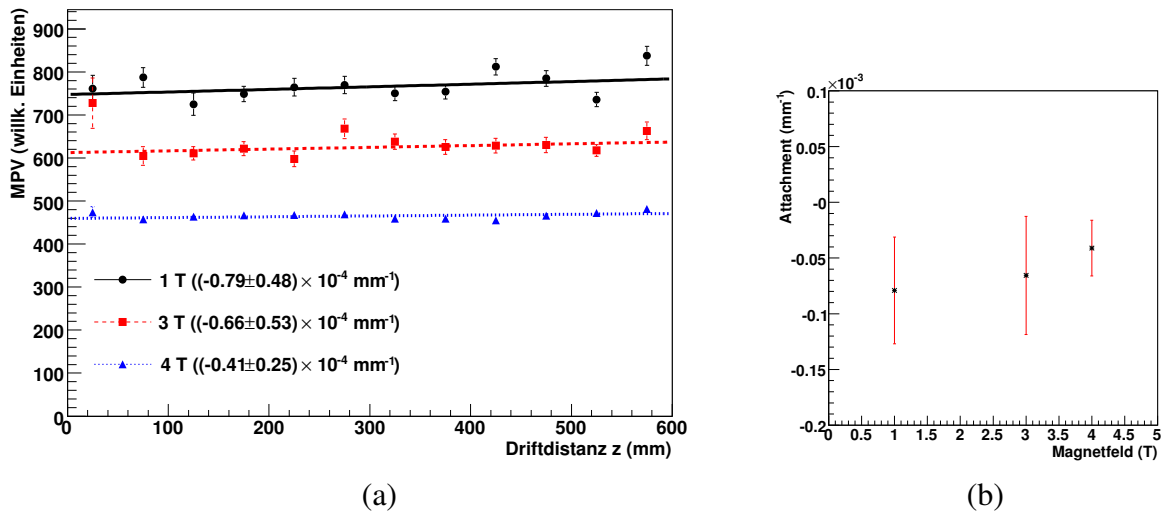 MPV (willk. Einheiten)
900
800
700
600
500
400
300
200
100
0
1 T ((-0.79±0.48)× 10⁻⁴ mm⁻¹)
3 T ((-0.66±0.53)× 10⁻⁴ mm⁻¹)
4 T ((-0.41±0.25)× 10⁻⁴ mm⁻¹)
0 100 200 300 400 500 600
Driftdistanz z (mm)
(a)
×10⁻³
Attachment (mm⁻¹)
0.1
0.05
-0
-0.05
-0.1
-0.15
-0.2
0 0.5 1 1.5 2 2.5 3 3.5 4 4.5 5
Magnetfeld (T)
(b)